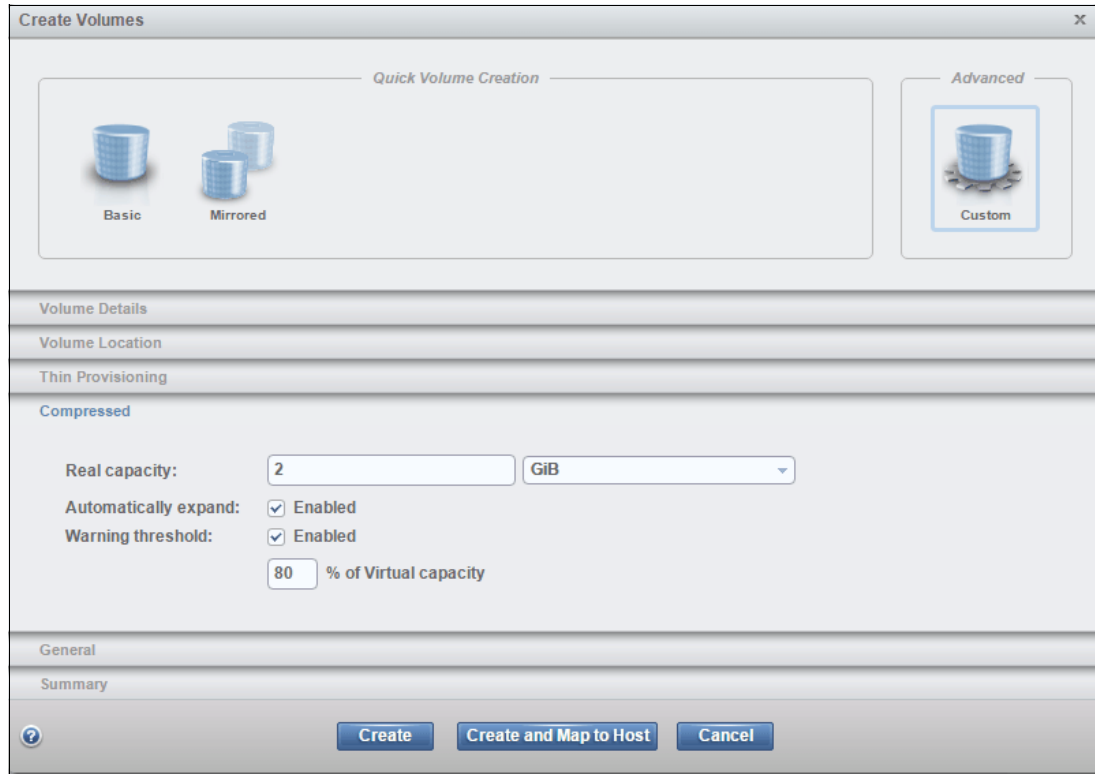 Create Volumes x
Quick Volume Creation Advanced
Basic Mirrored Custom
Volume Details
Volume Location
Thin Provisioning
Compressed
Real capacity: 2 GiB
Automatically expand: Enabled
Warning threshold: Enabled
80 % of Virtual capacity
General
Summary
? Create Create and Map to Host Cancel